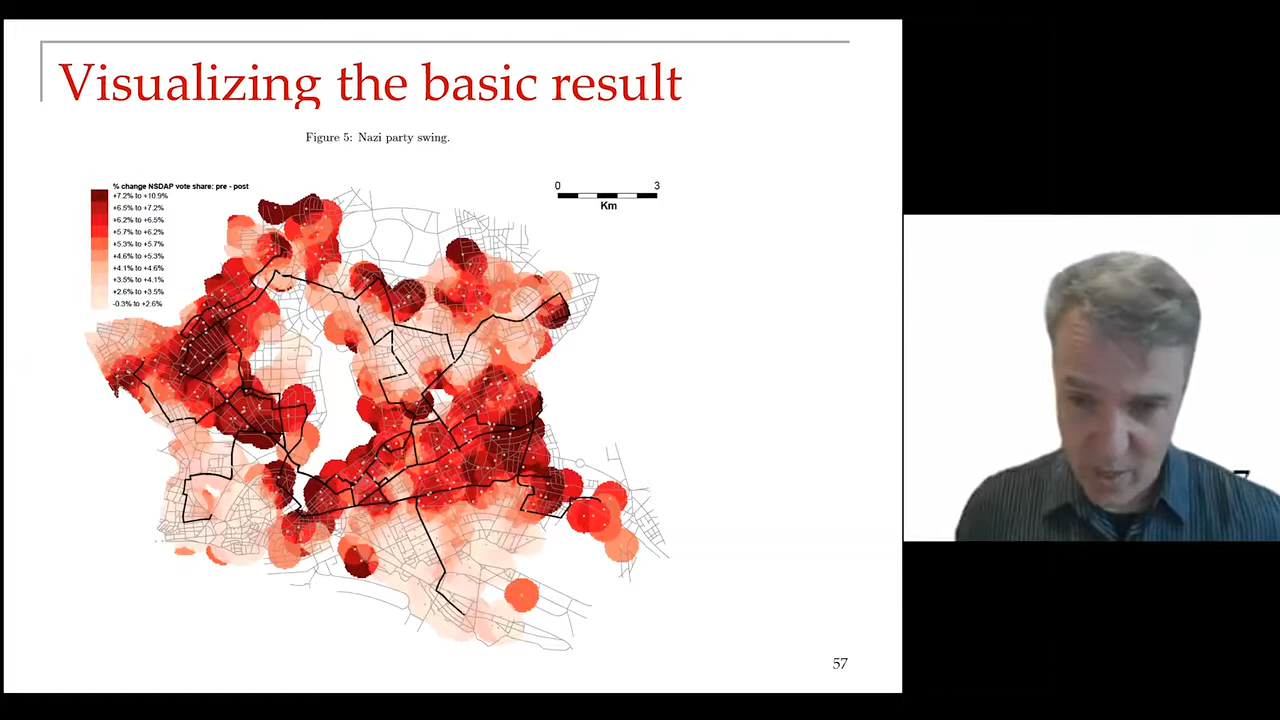 Visualizing the basic result
Figure 5: Nazi party swing.
% change NSDAP vote share: pre - post
+7.2% to +10.9%
+6.5% to +7.2%
+6.2% to +6.5%
+5.7% to +6.2%
+5.3% to +5.7%
+4.6% to +5.3%
+4.1% to +4.6%
+3.5% to +4.1%
+2.6% to +3.5%
-0.3% to +2.6%
0 3
Km
57
7